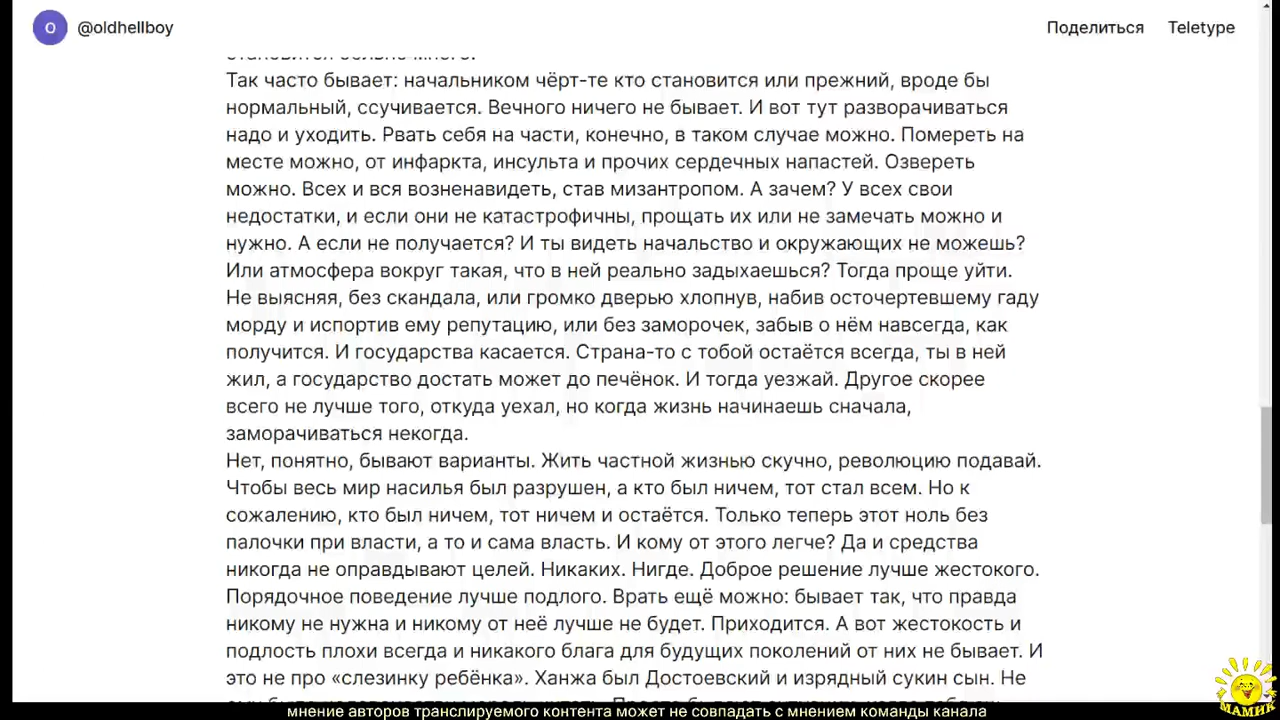 O
@oldhellboy
Поделиться
Teletype
Так часто бывает: начальником чёрт-те кто становится или прежний, вроде бы
нормальный, ссучивается. Вечного ничего не бывает. И вот тут разворачиваться
надо и уходить. Рвать себя на части, конечно, в таком случае можно. Помереть на
месте можно, от инфаркта, инсульта и прочих сердечных напастей. Озвереть
можно. Всех и вся возненавидеть, став мизантропом. А зачем? У всех свои
недостатки, и если они не катастрофичны, прощать их или не замечать можно и
нужно. А если не получается? И ты видеть начальство и окружающих не можешь?
Или атмосфера вокруг такая, что в ней реально задыхаешься? Тогда проще уйти.
Не выясняя, без скандала, или громко дверью хлопнув, набив осточертевшему гаду
морду и испортив ему репутацию, или без заморочек, забыв о нём навсегда, как
получится. И государства касается. Страна-то с тобой остаётся всегда, ты в ней
жил, а государство достать может до печёнок. И тогда уезжай. Другое скорее
всего не лучше того, откуда уехал, но когда жизнь начинаешь сначала,
заморачиваться некогда.
Нет, понятно, бывают варианты. Жить частной жизнью скучно, революцию подавай.
Чтобы весь мир насилья был разрушен, а кто был ничем, тот стал всем. Но к
сожалению, кто был ничем, тот ничем и остаётся. Только теперь этот ноль без
палочки при власти, а то и сама власть. И кому от этого легче? Да и средства
никогда не оправдывают целей. Никаких. Нигде. Доброе решение лучше жестокого.
Порядочное поведение лучше подлого. Врать ещё можно: бывает так, что правда
никому не нужна и никому от неё лучше не будет. Приходится. А вот жестокость и
подлость плохи всегда и никакого блага для будущих поколений от них не бывает. И
это не про «слезинку ребёнка». Ханжа был Достоевский и изрядный сукин сын. Не
мнение авторов транслируемого контента может не совпадать с мнением команды канала
МАМИК